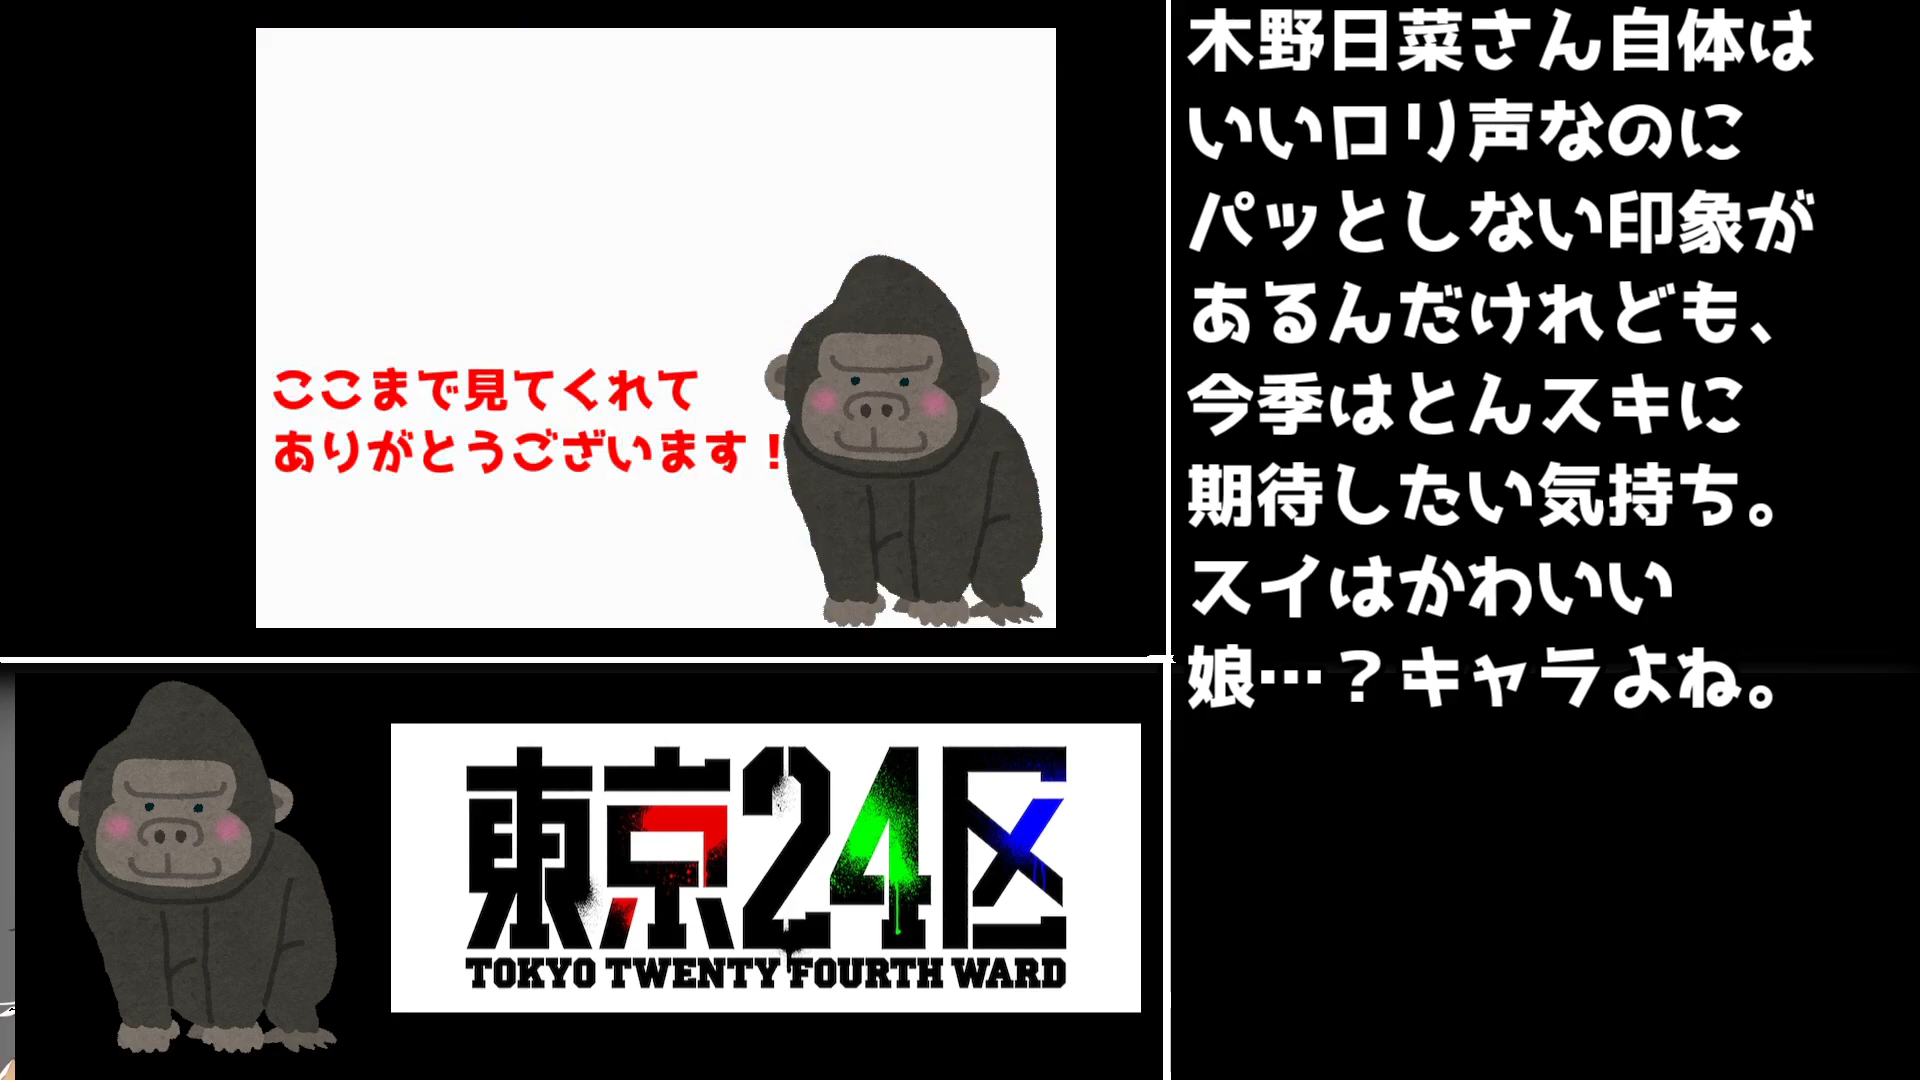 ここまで見てくれて
ありがとうございます！
木野日菜さん自体は
いいロリ声なのに
パッとしない印象が
あるんだけれども、
今季はとんスキに
期待したい気持ち。
スイはかわいい
娘…？キャラよね。
東京24区
TOKYO TWENTY FOURTH WARD